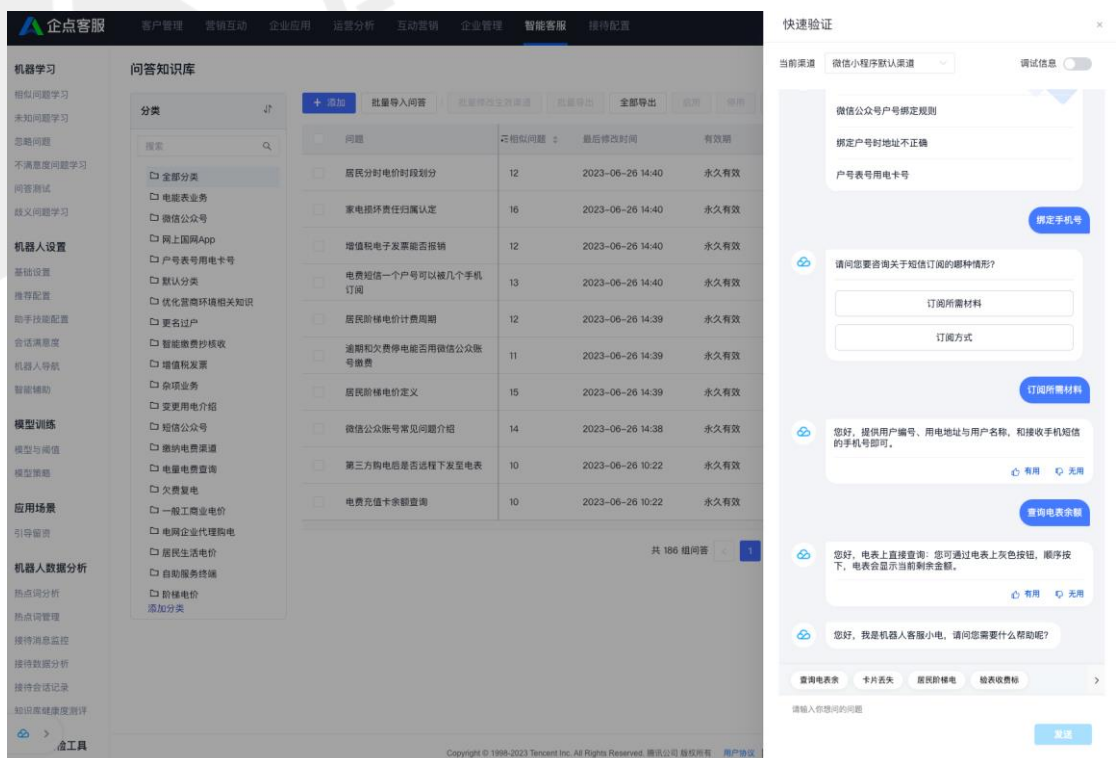 企点客服
客户管理 营销互动 企业应用 运营分析 互动营销 企业管理 智能客服 接待配置
机器学习
相似问题学习
未知问题学习
忽略问题
不满意度问题学习
问答测试
歧义问题学习
机器人设置
基础设置
推荐配置
助手技能配置
会话满意度
机器人导航
智能辅助
模型训练
模型与阈值
模型策略
应用场景
引导留资
机器人数据分析
热点词分析
热点词管理
接待消息监控
接待数据分析
接待会话记录
知识库健康度测评
检工具
问答知识库
分类
搜索
全部分类
电能表业务
微信公众号
网上国网App
户号表号用电卡号
默认分类
优化营商环境相关知识
更名过户
智能缴费抄核收
增值税发票
杂项业务
变更用电介绍
短信公众号
缴纳电费渠道
电量电费查询
欠费复电
一般工商业电价
电网企业代理购电
居民生活电价
自助服务终端
阶梯电价
添加分类
+ 添加 批量导入问答 批量修改生效渠道 批量导出 全部导出 启用 停用
问题 相似问题 最后修改时间 有效期
居民分时电价时段划分 12 2023-06-26 14:40 永久有效
家电损坏责任归属认定 16 2023-06-26 14:40 永久有效
增值税电子发票能否报销 12 2023-06-26 14:40 永久有效
电费短信一个户号可以被几个手机
订阅 13 2023-06-26 14:40 永久有效
居民阶梯电价计费周期 12 2023-06-26 14:39 永久有效
逾期和欠费停电能否用微信公众账
号缴费 11 2023-06-26 14:39 永久有效
居民阶梯电价定义 15 2023-06-26 14:39 永久有效
微信公众账号常见问题介绍 14 2023-06-26 14:38 永久有效
第三方购电后是否远程下发至电表 10 2023-06-26 10:22 永久有效
电费充值卡余额查询 10 2023-06-26 10:22 永久有效
共 186 组问答 1
Copyright © 1998-2023 Tencent Inc. All Rights Reserved. 腾讯公司 版权所有 用户协议
快速验证 ×
当前渠道 微信小程序默认渠道 调试信息
微信公众号户号绑定规则
绑定户号时地址不正确
户号表号用电卡号
绑定手机号
请问您要咨询关于短信订阅的哪种情形?
订阅所需材料
订阅方式
订阅所需材料
您好，提供用户编号、用电地址与用户名称，和接收手机短信
的手机号即可。
有用 无用
查询电表余额
您好，电表上直接查询：您可通过电表上灰色按钮，顺序按
下，电表会显示当前剩余金额。
有用 无用
您好，我是机器人客服小电，请问您需要什么帮助呢?
查询电表余 卡片丢失 居民阶梯电 验表收费标
请输入你想问的问题
发送